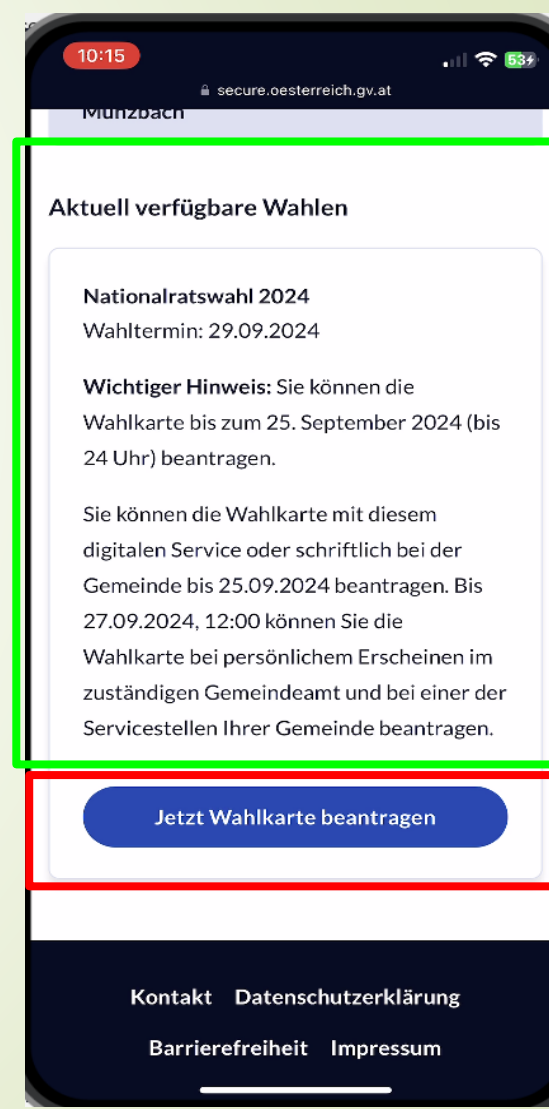 10:15
53
secure.oesterreich.gv.at
Münzbach
Aktuell verfügbare Wahlen
Nationalratswahl 2024
Wahltermin: 29.09.2024
Wichtiger Hinweis: Sie können die
Wahlkarte bis zum 25. September 2024 (bis
24 Uhr) beantragen.
Sie können die Wahlkarte mit diesem
digitalen Service oder schriftlich bei der
Gemeinde bis 25.09.2024 beantragen. Bis
27.09.2024, 12:00 können Sie die
Wahlkarte bei persönlichem Erscheinen im
zuständigen Gemeindeamt und bei einer der
Servicestellen Ihrer Gemeinde beantragen.
Jetzt Wahlkarte beantragen
Kontakt Datenschutzerklärung
Barrierefreiheit Impressum